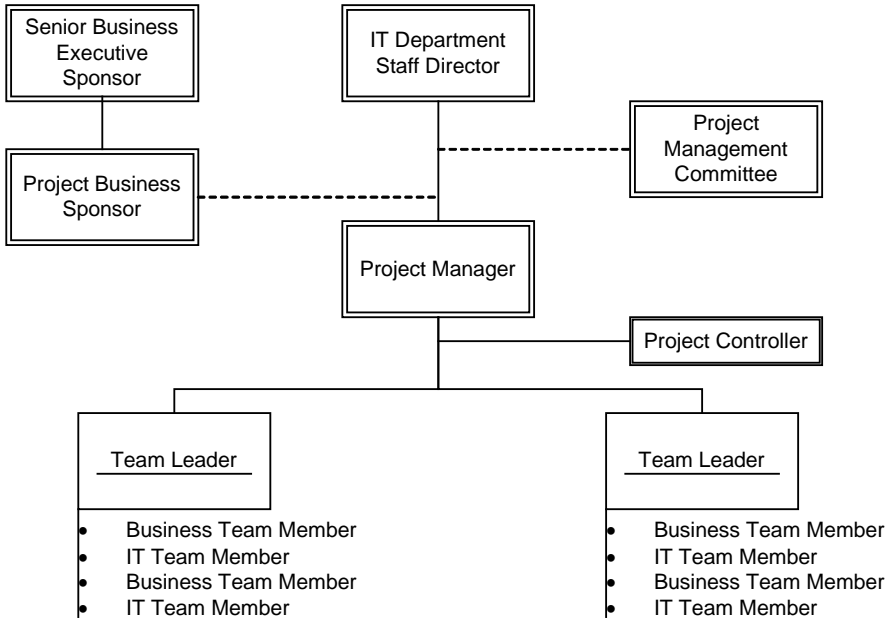 Senior Business
Executive
Sponsor
IT Department
Staff Director
Project
Management
Committee
Project Business
Sponsor
Project Manager
Project Controller
Team Leader
• Business Team Member
• IT Team Member
• Business Team Member
• IT Team Member
Team Leader
• Business Team Member
• IT Team Member
• Business Team Member
• IT Team Member